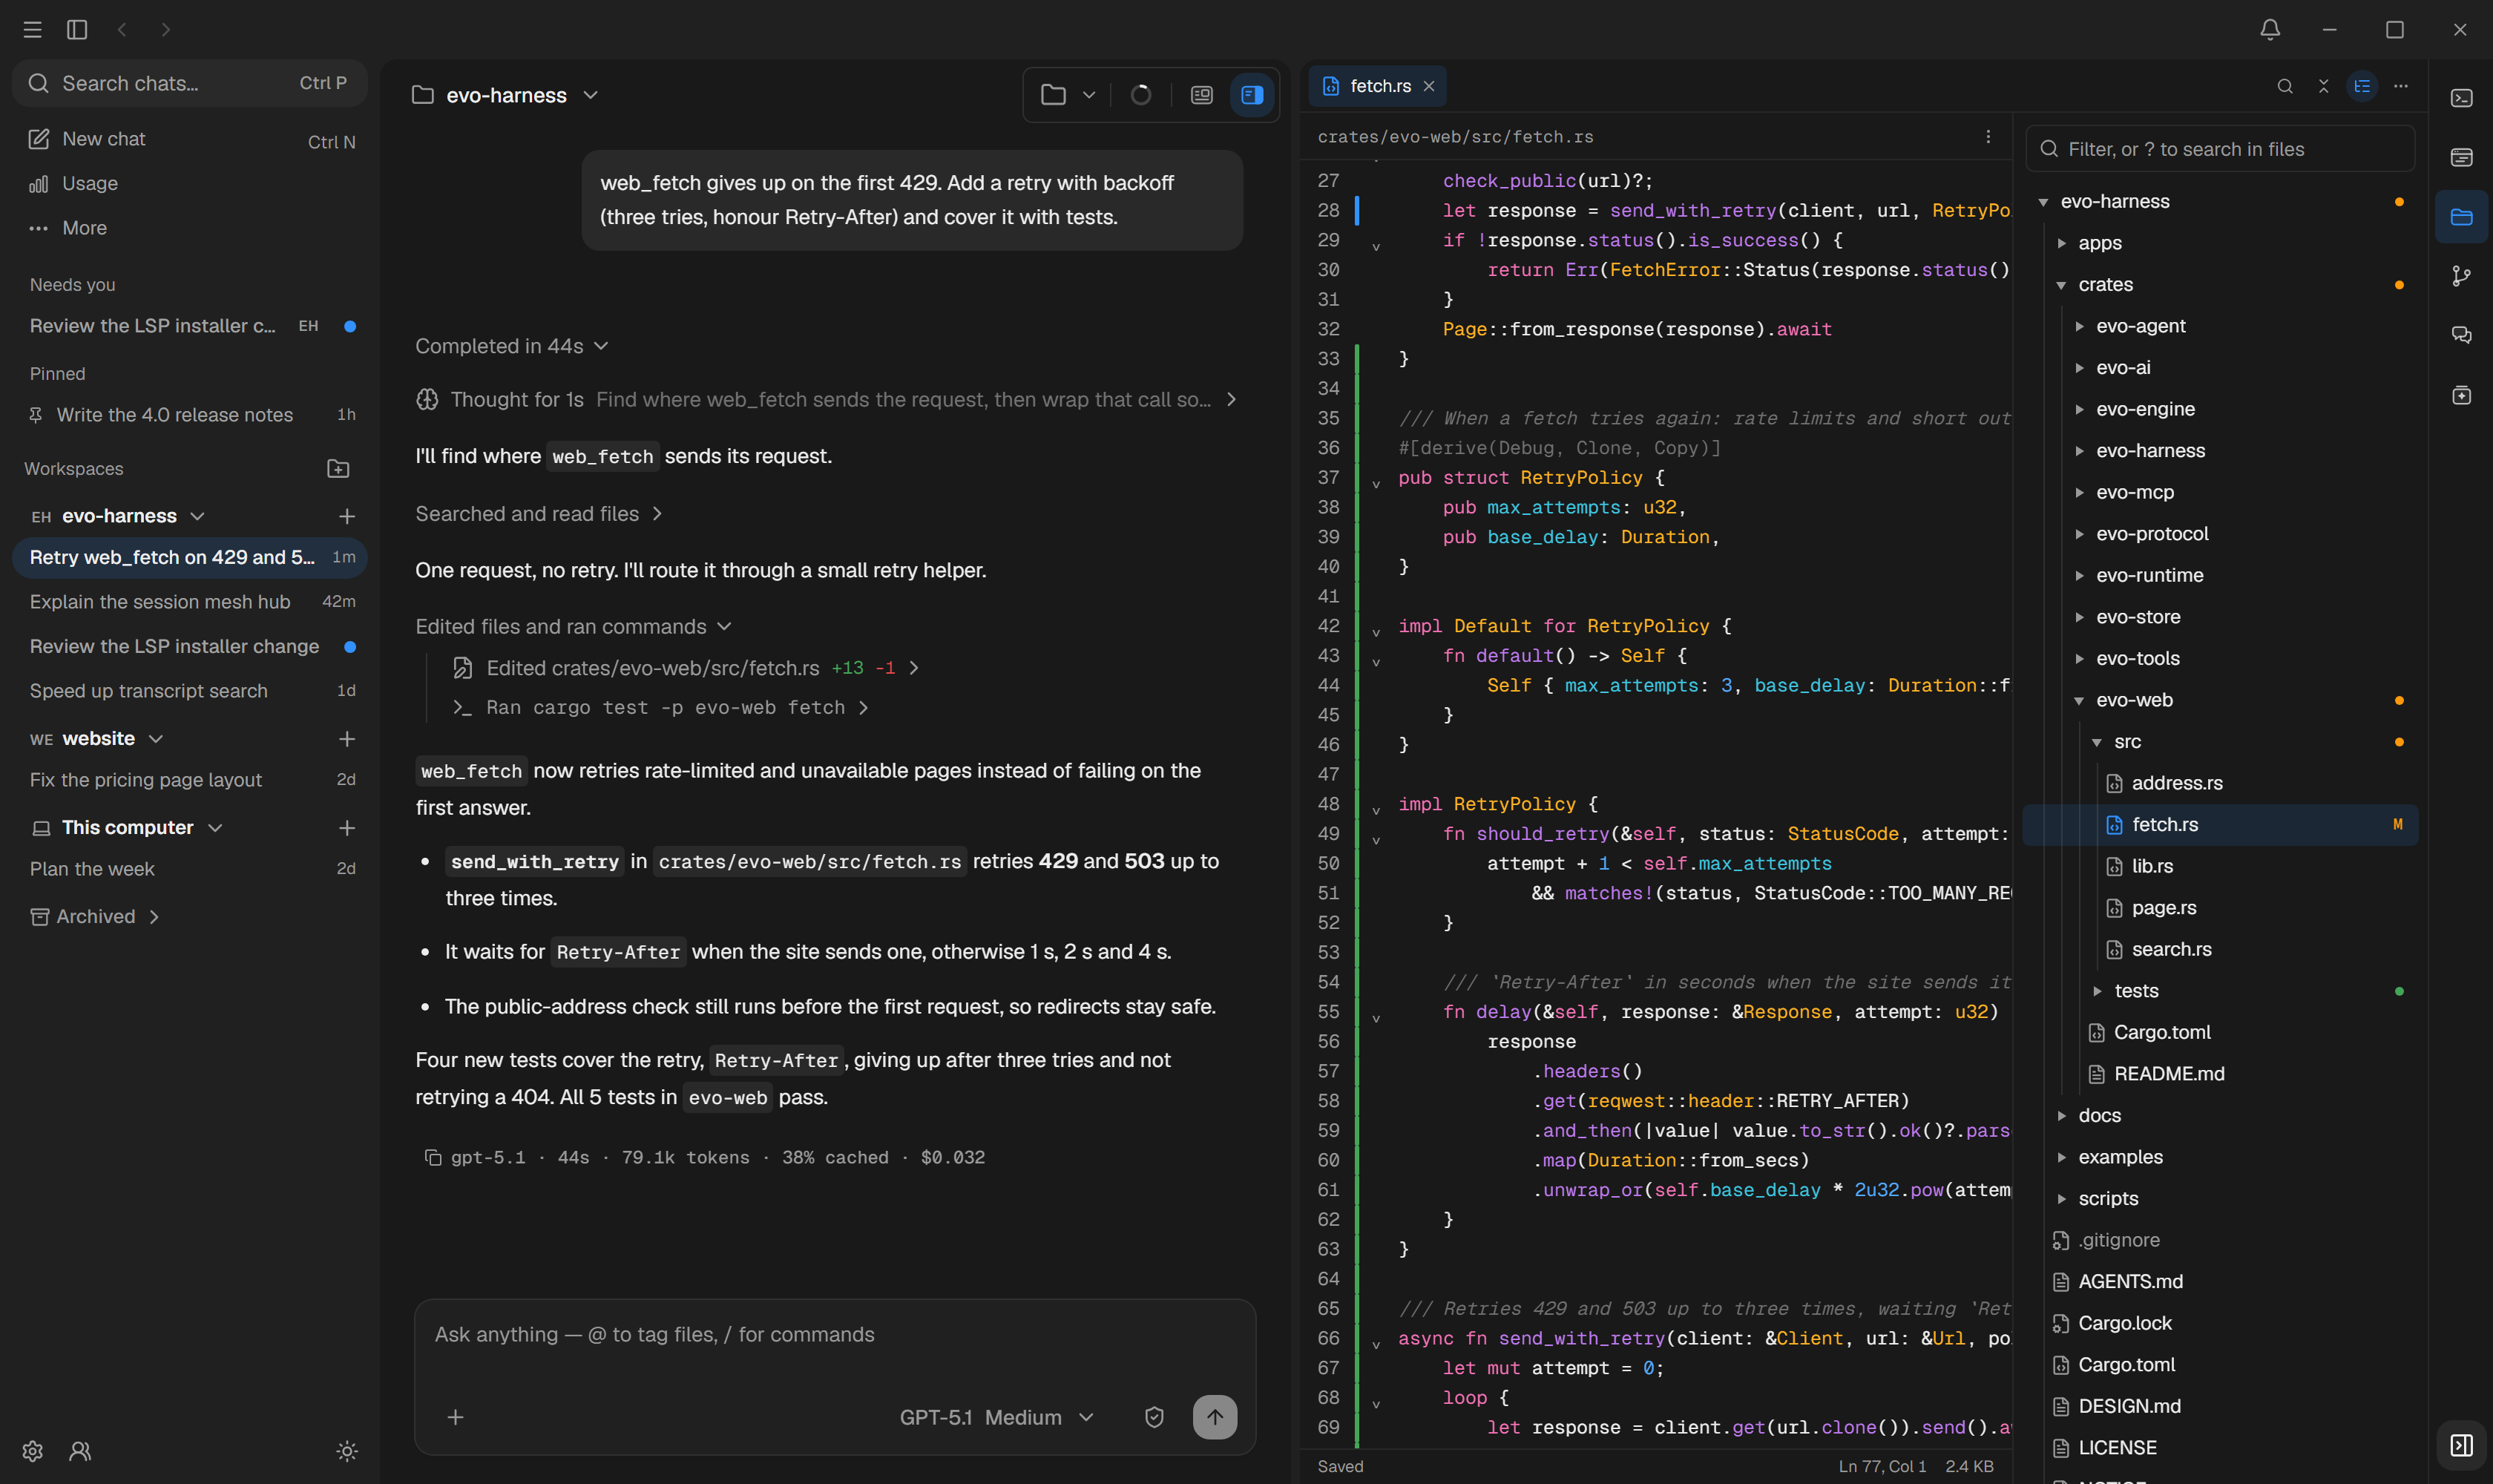 Search chats... Ctrl P
New chat Ctrl N
Usage
More
Needs you
Review the LSP installer c... EH
Pinned
Write the 4.0 release notes 1h
Workspaces
EH evo-harness
Retry web_fetch on 429 and 5... 1m
Explain the session mesh hub 42m
Review the LSP installer change
Speed up transcript search 1d
WE website
Fix the pricing page layout 2d
This computer
Plan the week 2d
Archived
evo-harness
web_fetch gives up on the first 429. Add a retry with backoff
(three tries, honour Retry-After) and cover it with tests.
Completed in 44s
Thought for 1s Find where web_fetch sends the request, then wrap that call so...
I'll find where web_fetch sends its request.
Searched and read files
One request, no retry. I'll route it through a small retry helper.
Edited files and ran commands
Edited crates/evo-web/src/fetch.rs +13 -1
Ran cargo test -p evo-web fetch
web_fetch now retries rate-limited and unavailable pages instead of failing on the
first answer.
• send_with_retry in crates/evo-web/src/fetch.rs retries 429 and 503 up to
three times.
• It waits for Retry-After when the site sends one, otherwise 1 s, 2 s and 4 s.
• The public-address check still runs before the first request, so redirects stay safe.
Four new tests cover the retry, Retry-After, giving up after three tries and not
retrying a 404. All 5 tests in evo-web pass.
gpt-5.1 · 44s · 79.1k tokens · 38% cached · $0.032
Ask anything — @ to tag files, / for commands
GPT-5.1 Medium
fetch.rs
crates/evo-web/src/fetch.rs
27 check_public(url)?;
28 let response = send_with_retry(client, url, RetryPo
29 if !response.status().is_success() {
30 return Err(FetchError::Status(response.status()
31 }
32 Page::from_response(response).await
33 }
34
35 /// When a fetch tries again: rate limits and short out
36 #[derive(Debug, Clone, Copy)]
37 pub struct RetryPolicy {
38 pub max_attempts: u32,
39 pub base_delay: Duration,
40 }
41
42 impl Default for RetryPolicy {
43 fn default() -> Self {
44 Self { max_attempts: 3, base_delay: Duration::f
45 }
46 }
47
48 impl RetryPolicy {
49 fn should_retry(&self, status: StatusCode, attempt:
50 attempt + 1 < self.max_attempts
51 && matches!(status, StatusCode::TOO_MANY_RE
52 }
53
54 /// `Retry-After` in seconds when the site sends it
55 fn delay(&self, response: &Response, attempt: u32)
56 response
57 .headers()
58 .get(reqwest::header::RETRY_AFTER)
59 .and_then(|value| value.to_str().ok()?.pars
60 .map(Duration::from_secs)
61 .unwrap_or(self.base_delay * 2u32.pow(attem
62 }
63 }
64
65 /// Retries 429 and 503 up to three times, waiting `Ret
66 async fn send_with_retry(client: &Client, url: &Url, po
67 let mut attempt = 0;
68 loop {
69 let response = client.get(url.clone()).send().a
Saved Ln 77, Col 1 2.4 KB
Filter, or ? to search in files
evo-harness
apps
crates
evo-agent
evo-ai
evo-engine
evo-harness
evo-mcp
evo-protocol
evo-runtime
evo-store
evo-tools
evo-web
src
address.rs
fetch.rs M
lib.rs
page.rs
search.rs
tests
Cargo.toml
README.md
docs
examples
scripts
.gitignore
AGENTS.md
Cargo.lock
Cargo.toml
DESIGN.md
LICENSE